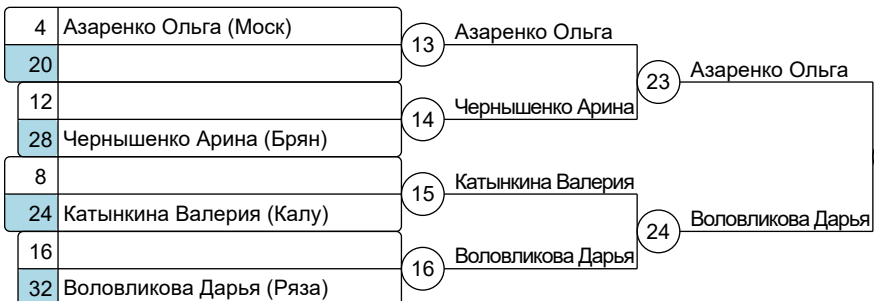 4 Азаренко Ольга (Моск)
20
12
28 Чернышенко Арина (Брян)
8
24 Катынкина Валерия (Калу)
16
32 Воловликова Дарья (Ряза)
13 Азаренко Ольга
14 Чернышенко Арина
15 Катынкина Валерия
16 Воловликова Дарья
23 Азаренко Ольга
24 Воловликова Дарья